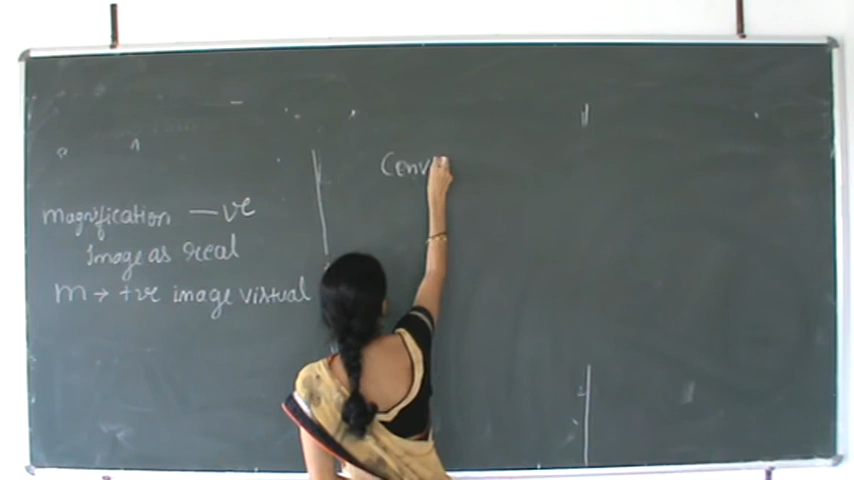 magnification –ve
Image as real
m → +ve image virtual
Conv